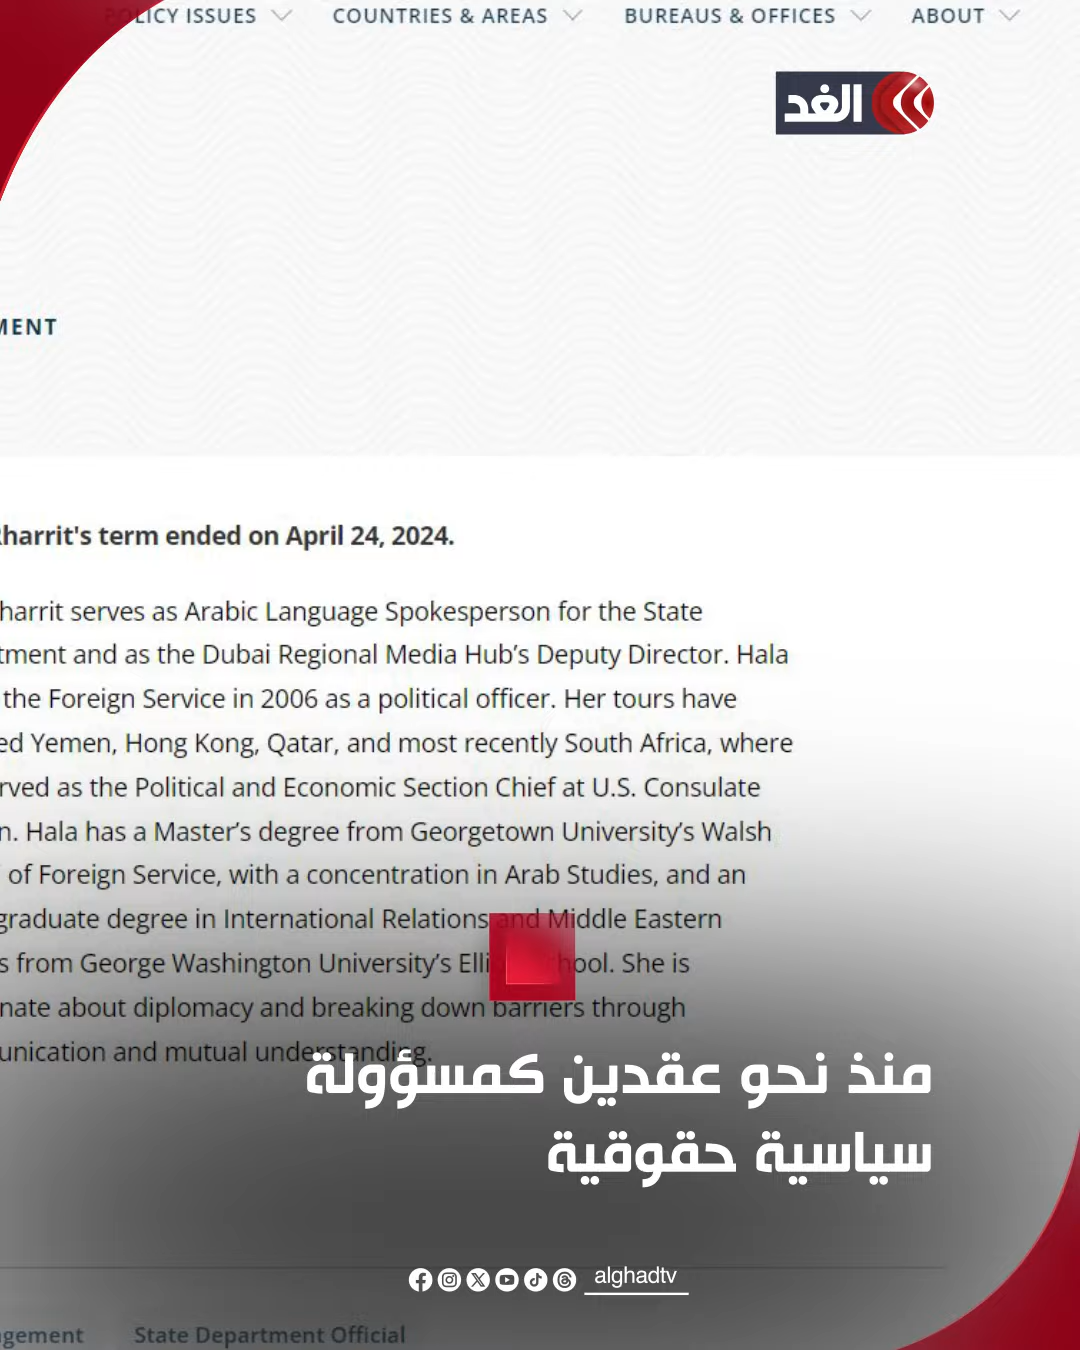 POLICY ISSUES COUNTRIES & AREAS BUREAUS & OFFICES ABOUT
الغد
MENT
Rharrit's term ended on April 24, 2024.
harrit serves as Arabic Language Spokesperson for the State
tment and as the Dubai Regional Media Hub's Deputy Director. Hala
the Foreign Service in 2006 as a political officer. Her tours have
ed Yemen, Hong Kong, Qatar, and most recently South Africa, where
rved as the Political and Economic Section Chief at U.S. Consulate
n. Hala has a Master's degree from Georgetown University's Walsh
of Foreign Service, with a concentration in Arab Studies, and an
graduate degree in International Relations and Middle Eastern
s from George Washington University's School. She is
nate about diplomacy and breaking down barriers through
unication and mutual understanding.
منذ نحو عقدين كمسؤولة
سياسية حقوقية
alghadtv
gement State Department Official